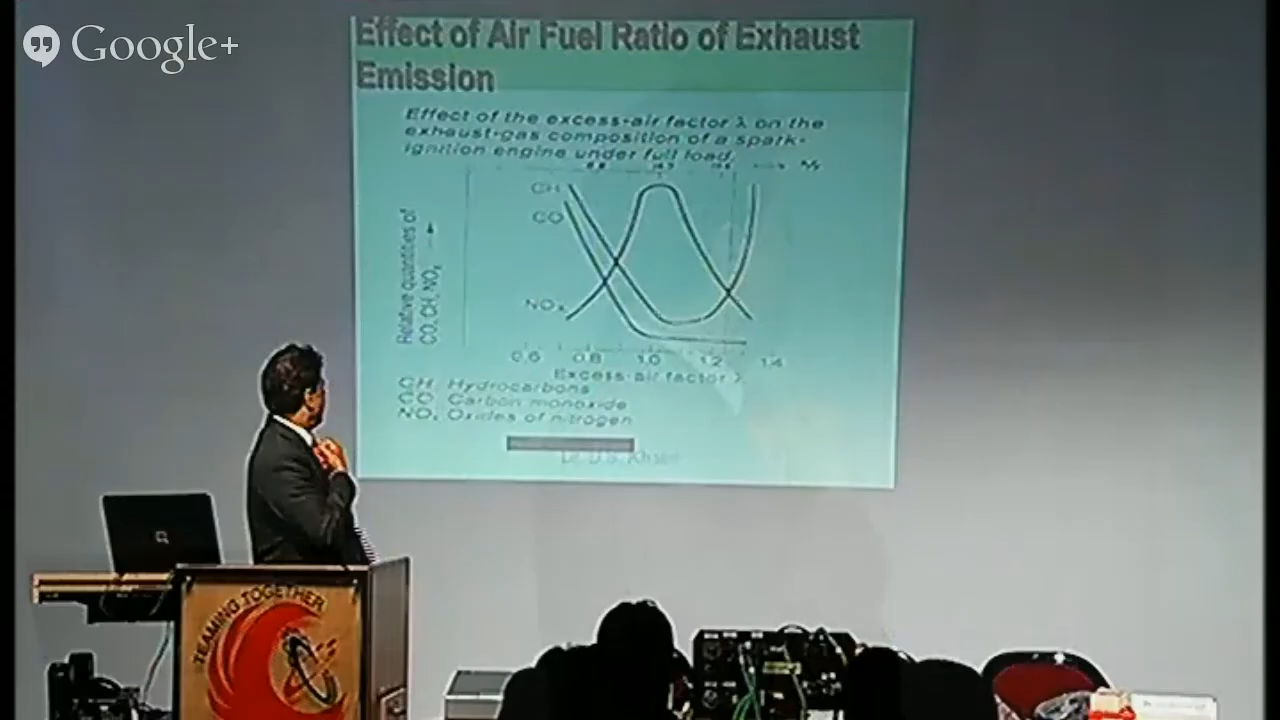 Google+
Effect of Air Fuel Ratio of Exhaust
Emission
Effect of the excess-air factor λ on the
exhaust-gas composition of a spark-
ignition engine under full load.
CH
CO
NOx
Relative quantities of
CO, CH, NOx
0.6 0.8 1.0 1.2 1.4
Excess-air factor λ
CH Hydrocarbons
CO Carbon monoxide
NOx Oxides of nitrogen
TEAMING TOGETHER